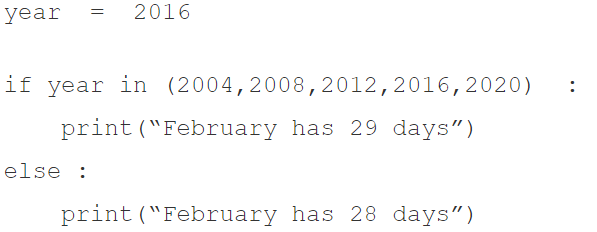 year  =  2016
if year in (2004,2008,2012,2016,2020)  :
    print(“February has 29 days”)
else :
    print(“February has 28 days”)